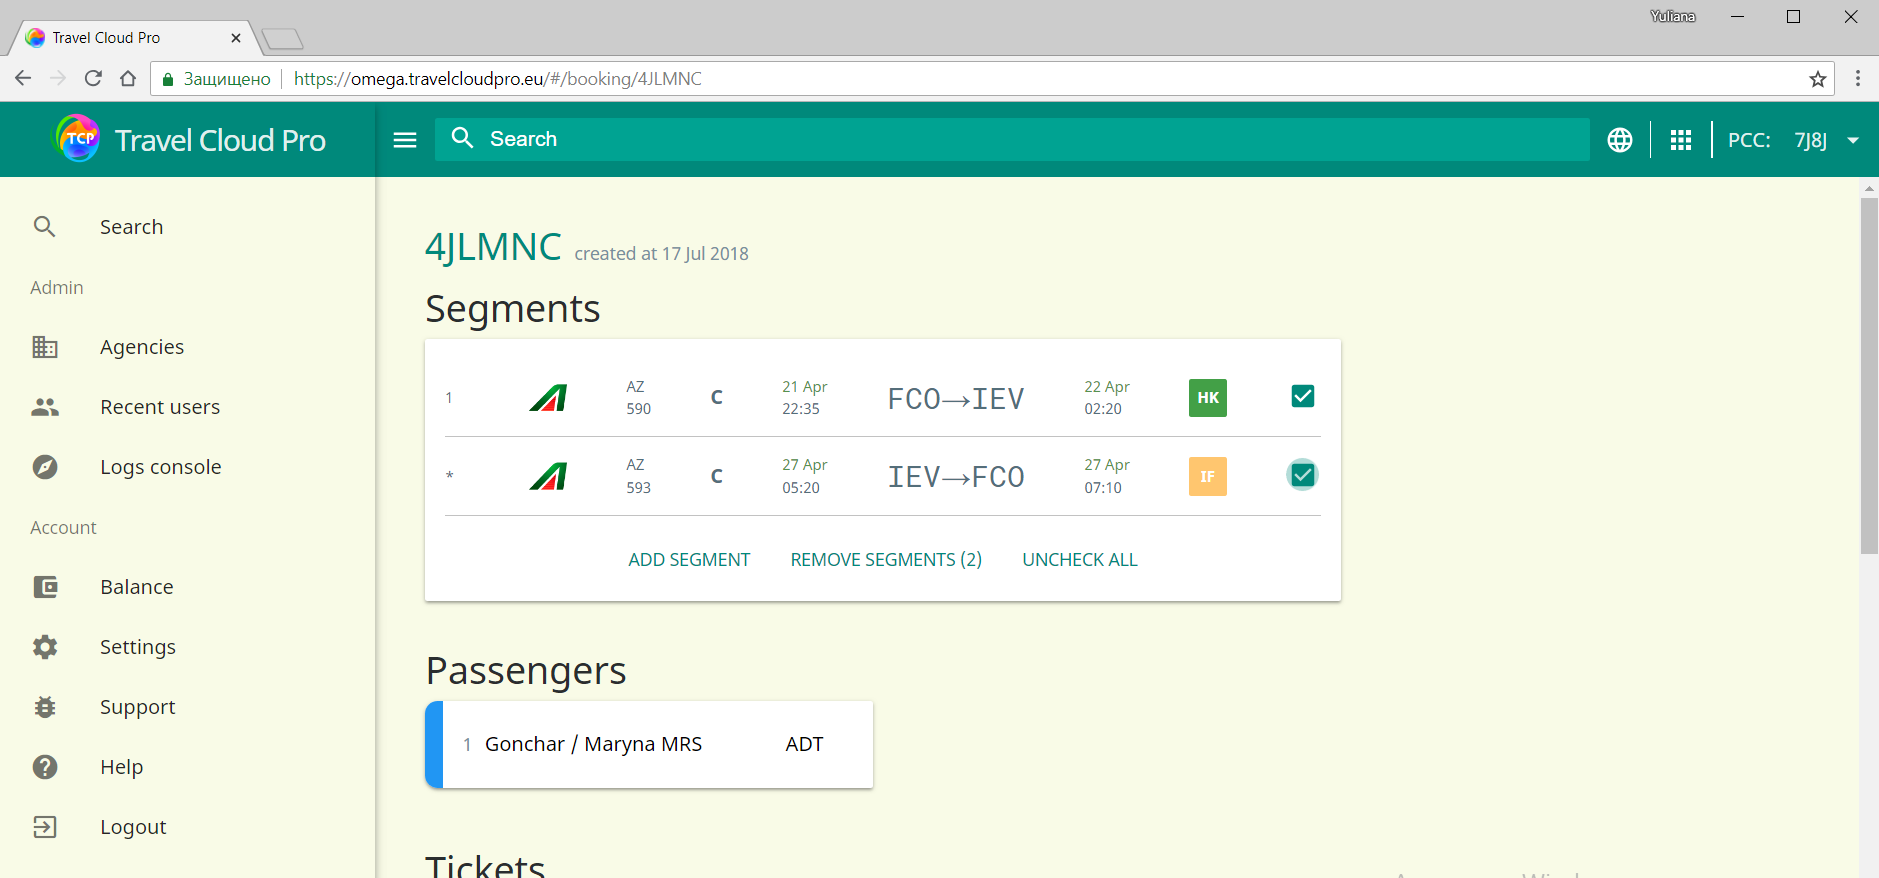 Yuliana
Travel Cloud Pro
Защищено https://omega.travelcloudpro.eu/#/booking/4JLMNC
TCP Travel Cloud Pro
Search
PCC: 7J8J
Search
Admin
Agencies
Recent users
Logs console
Account
Balance
Settings
Support
Help
Logout
4JLMNC created at 17 Jul 2018
Segments
1 AZ 590 C 21 Apr 22:35 FCO→IEV 22 Apr 02:20 HK
* AZ 593 C 27 Apr 05:20 IEV→FCO 27 Apr 07:10 IF
ADD SEGMENT REMOVE SEGMENTS (2) UNCHECK ALL
Passengers
1 Gonchar / Maryna MRS ADT
Tickets